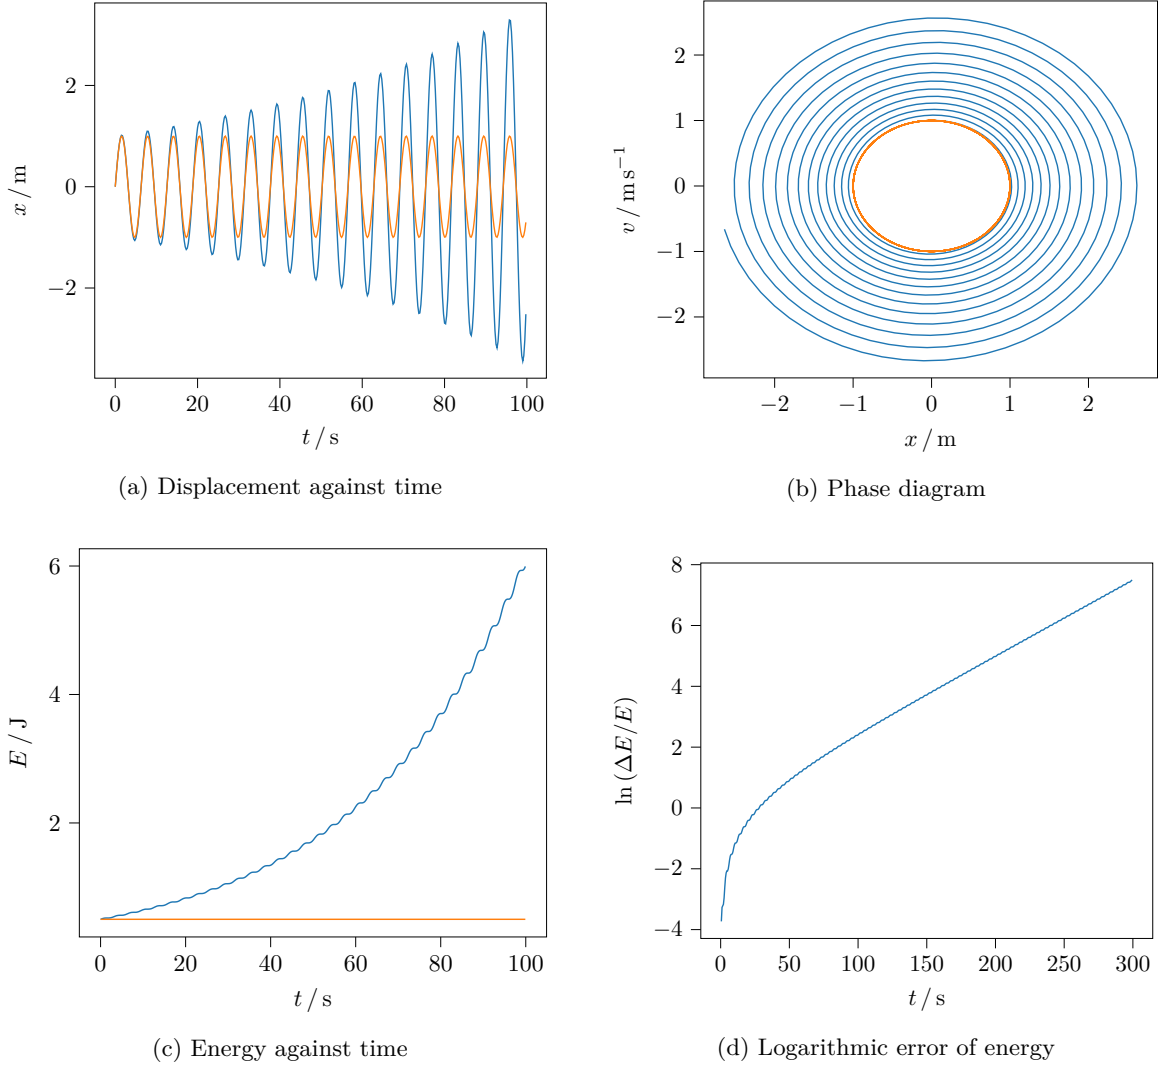 2
0
−2
x / m
0 20 40 60 80 100
t / s
(a) Displacement against time
2
1
0
−1
−2
v / m s⁻¹
−2 −1 0 1 2
x / m
(b) Phase diagram
6
4
2
E / J
0 20 40 60 80 100
t / s
(c) Energy against time
8
6
4
2
0
−2
−4
ln (ΔE/E)
0 50 100 150 200 250 300
t / s
(d) Logarithmic error of energy